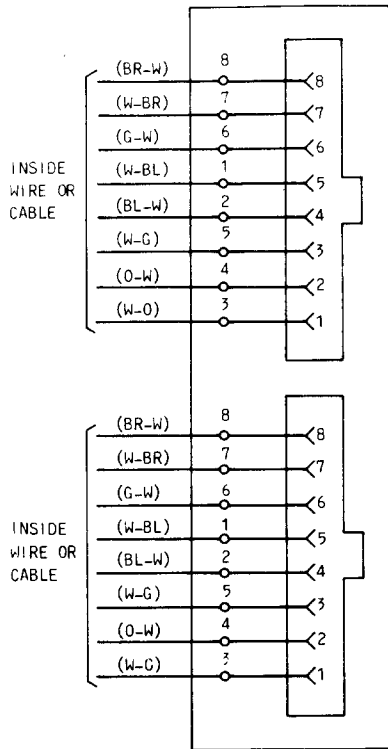 (BR-W) 8 8
(W-BR) 7 7
(G-W) 6 6
(W-BL) 1 5
INSIDE
WIRE OR
CABLE
(BL-W) 2 4
(W-G) 5 3
(O-W) 4 2
(W-O) 3 1
(BR-W) 8 8
(W-BR) 7 7
(G-W) 6 6
(W-BL) 1 5
INSIDE
WIRE OR
CABLE
(BL-W) 2 4
(W-G) 5 3
(O-W) 4 2
(W-G) 3 1